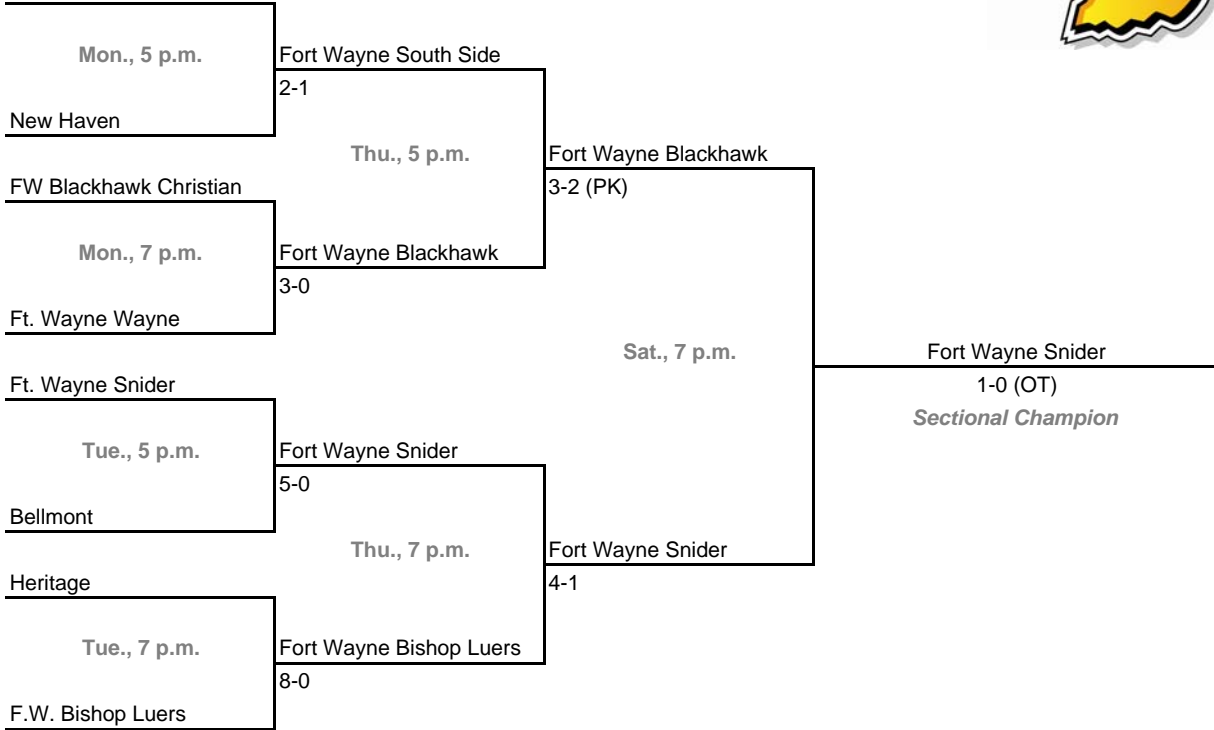 Mon., 5 p.m.
Fort Wayne South Side
2-1
New Haven
Thu., 5 p.m.
Fort Wayne Blackhawk
3-2 (PK)
FW Blackhawk Christian
Mon., 7 p.m.
Fort Wayne Blackhawk
3-0
Ft. Wayne Wayne
Sat., 7 p.m.
Fort Wayne Snider
1-0 (OT)
Sectional Champion
Ft. Wayne Snider
Tue., 5 p.m.
Fort Wayne Snider
5-0
Bellmont
Thu., 7 p.m.
Fort Wayne Snider
4-1
Heritage
Tue., 7 p.m.
Fort Wayne Bishop Luers
8-0
F.W. Bishop Luers